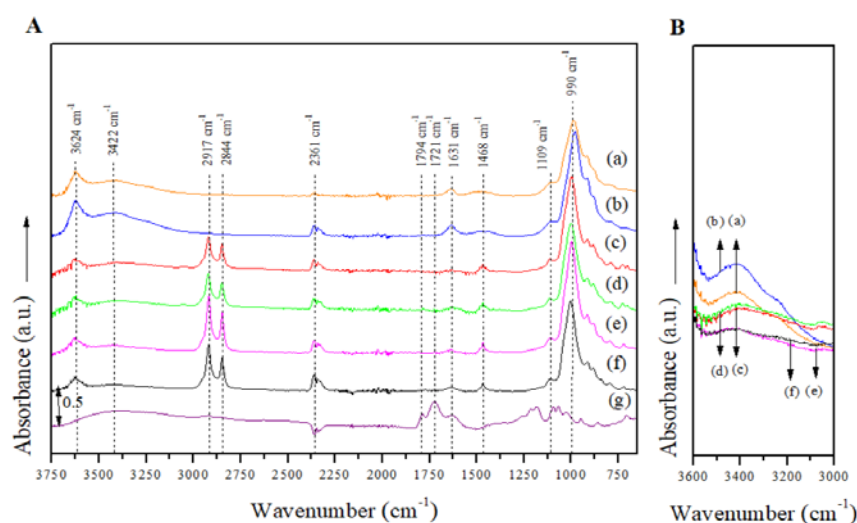 A
B
3624 cm-1
3422 cm-1
2917 cm-1
2844 cm-1
2361 cm-1
1794 cm-1
1721 cm-1
1631 cm-1
1468 cm-1
1109 cm-1
990 cm-1
(a)
(b)
(c)
(d)
(e)
(f)
(g)
0.5
Absorbance (a.u.)
3750 3500 3250 3000 2750 2500 2250 2000 1750 1500 1250 1000 750
Wavenumber (cm-1)
(b) (a)
(d) (c)
(f) (e)
Absorbance (a.u.)
3600 3400 3200 3000
Wavenumber (cm-1)